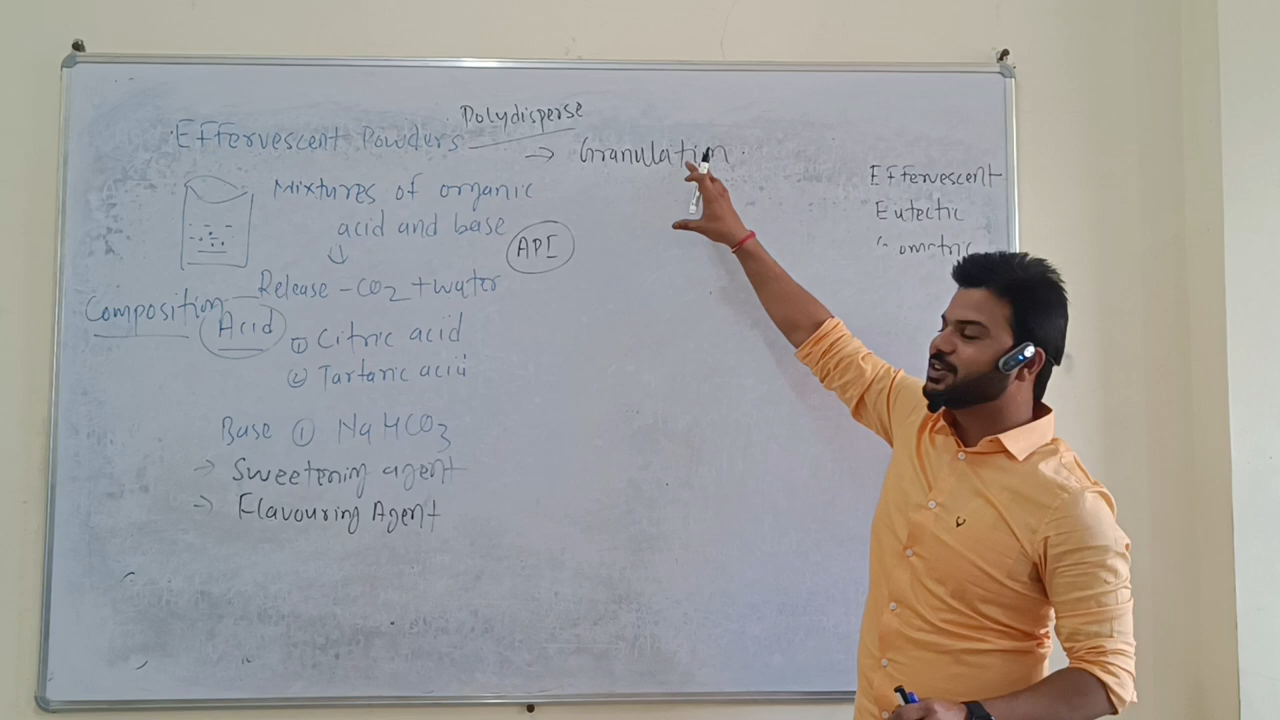 Polydisperse
Effervescent Powders
→ Granulation
Mixtures of organic
acid and base
↓
API
Release - CO2 + water
Composition
Acid
① Citric acid
② Tartaric acid
Base ① NaHCO3
→ Sweetening agent
→ Flavouring Agent
Effervescent
Eutectic